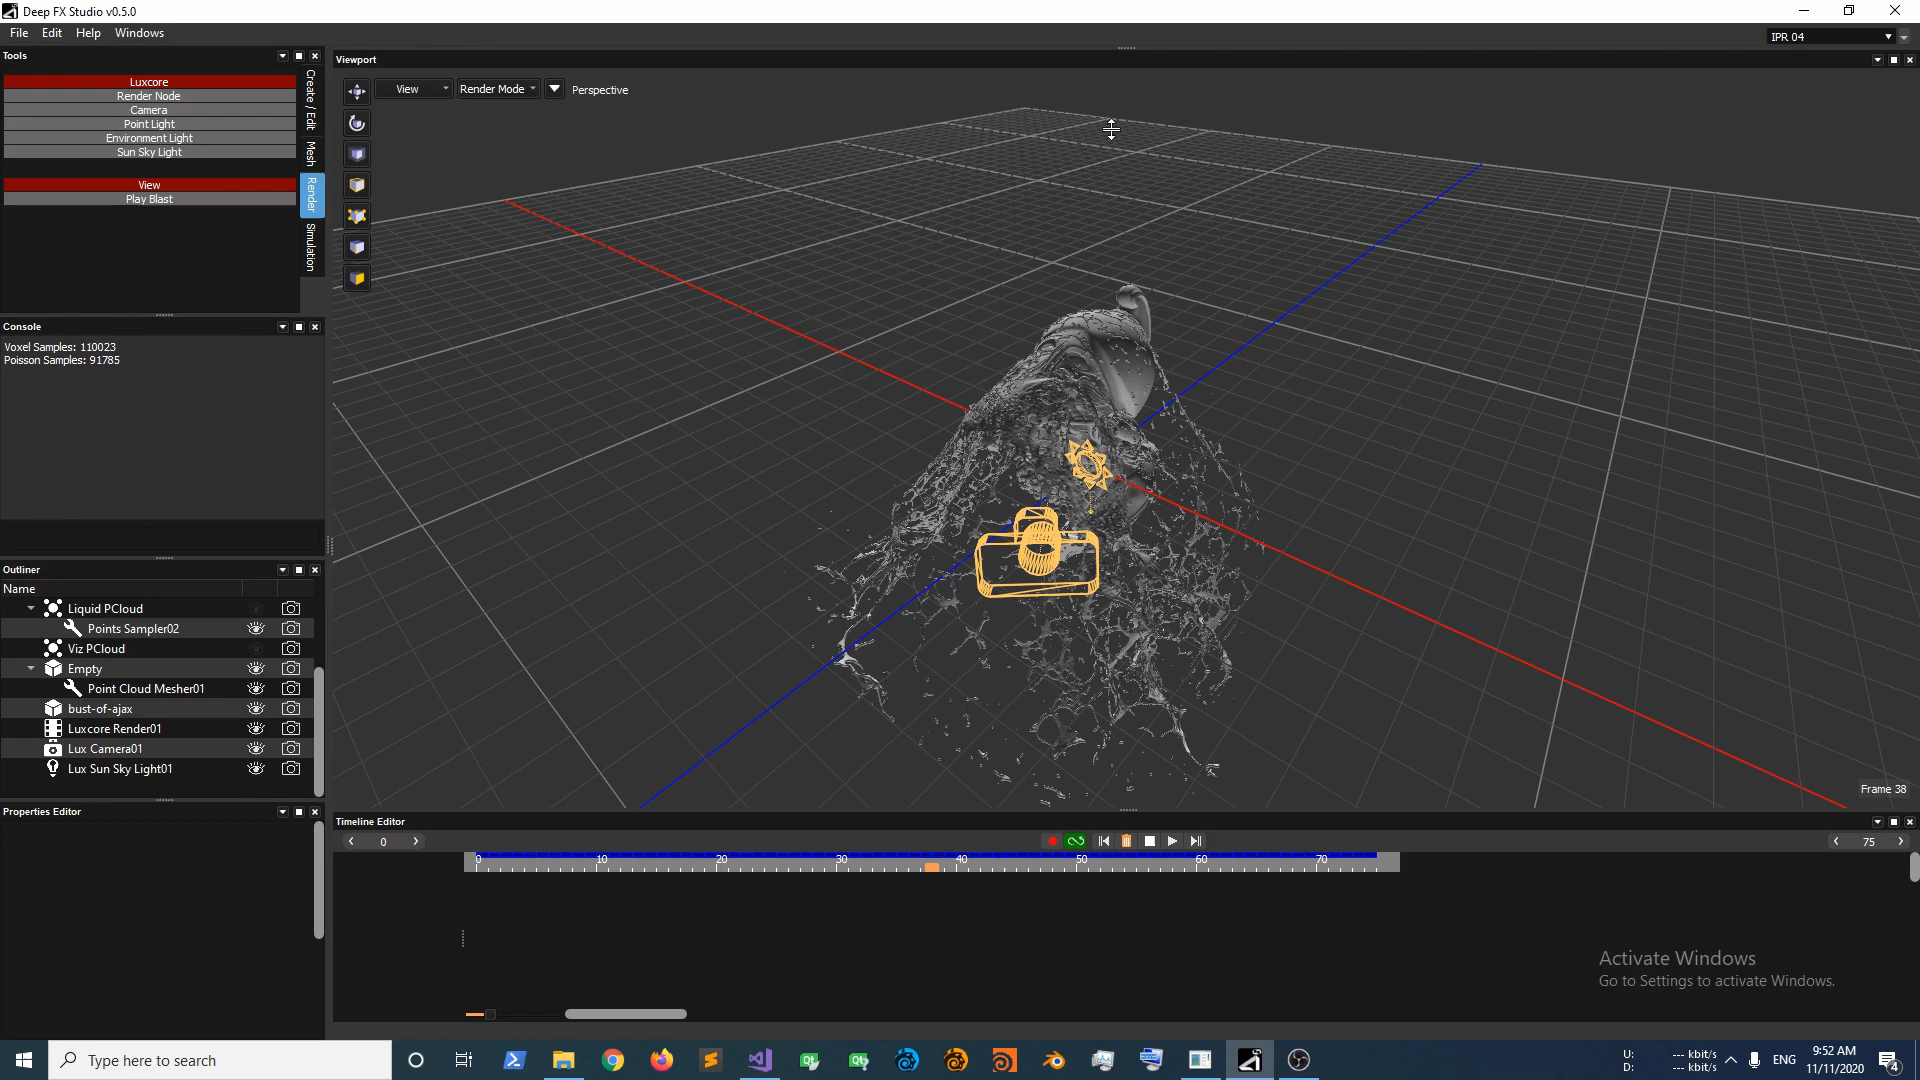 Deep FX Studio v0.5.0
File Edit Help Windows
IPR 04
Tools
Luxcore
Render Node
Camera
Point Light
Environment Light
Sun Sky Light
View
Play Blast
Create / Edit
Mesh
Render
Simulation
Viewport
View
Render Mode
Perspective
Frame 38
Console
Voxel Samples: 110023
Poisson Samples: 91785
Outliner
Name
Liquid PCloud
Points Sampler02
Viz PCloud
Empty
Point Cloud Mesher01
bust-of-ajax
Luxcore Render01
Lux Camera01
Lux Sun Sky Light01
Properties Editor
Timeline Editor
0
75
0 10 20 30 40 50 60 70
Activate Windows
Go to Settings to activate Windows.
Type here to search
U: --- kbit/s
D: --- kbit/s
ENG
9:52 AM
11/11/2020
4